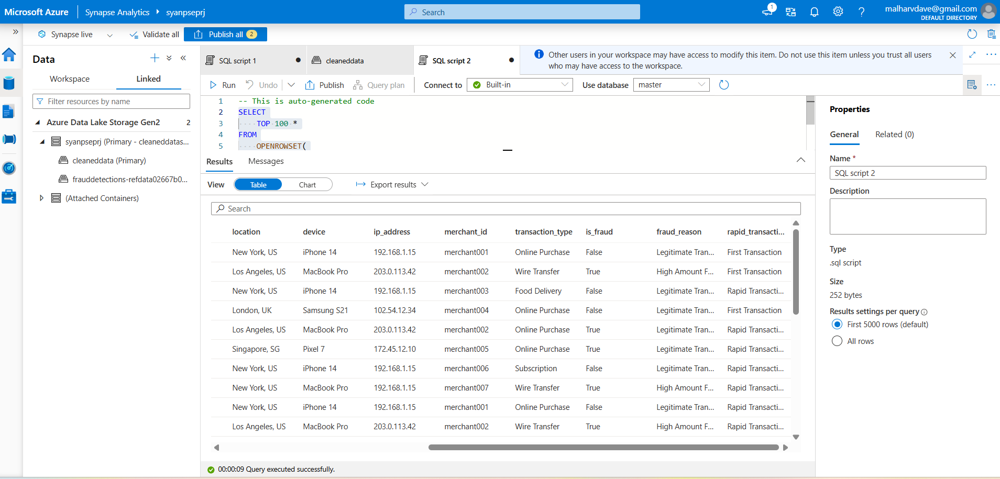 Microsoft Azure Synapse Analytics syanpseprj Search 1 malharvdave@gmail.com
DEFAULT DIRECTORY
Synapse live Validate all Publish all 2
Data
Workspace Linked
Filter resources by name
Azure Data Lake Storage Gen2 2
syanpseprj (Primary - cleaneddatas...
cleaneddata (Primary)
frauddetections-refdata02667b0...
(Attached Containers)
SQL script 1 cleaneddata SQL script 2
Other users in your workspace may have access to modify this item. Do not use this item unless you trust all users
who may have access to the workspace.
Run Undo Publish Query plan Connect to Built-in Use database master
1 -- This is auto-generated code
2 SELECT
3 TOP 100 *
4 FROM
5 OPENROWSET(
Results Messages
View Table Chart Export results
Search
location device ip_address merchant_id transaction_type is_fraud fraud_reason rapid_transacti...
New York, US iPhone 14 192.168.1.15 merchant001 Online Purchase False Legitimate Tran... First Transaction
Los Angeles, US MacBook Pro 203.0.113.42 merchant002 Wire Transfer True High Amount F... First Transaction
New York, US iPhone 14 192.168.1.15 merchant003 Food Delivery False Legitimate Tran... Rapid Transacti...
London, UK Samsung S21 102.54.12.34 merchant004 Online Purchase False Legitimate Tran... First Transaction
Los Angeles, US MacBook Pro 203.0.113.42 merchant002 Online Purchase True Legitimate Tran... Rapid Transacti...
Singapore, SG Pixel 7 172.45.12.10 merchant005 Online Purchase True Legitimate Tran... Rapid Transacti...
New York, US iPhone 14 192.168.1.15 merchant006 Subscription False Legitimate Tran... Rapid Transacti...
New York, US MacBook Pro 192.168.1.15 merchant007 Wire Transfer True High Amount F... Rapid Transacti...
New York, US iPhone 14 192.168.1.15 merchant001 Online Purchase False Legitimate Tran... Rapid Transacti...
Los Angeles, US MacBook Pro 203.0.113.42 merchant002 Wire Transfer True High Amount F... Rapid Transacti...
00:00:09 Query executed successfully.
Properties
General Related (0)
Name *
SQL script 2
Description
Type
.sql script
Size
252 bytes
Results settings per query
First 5000 rows (default)
All rows